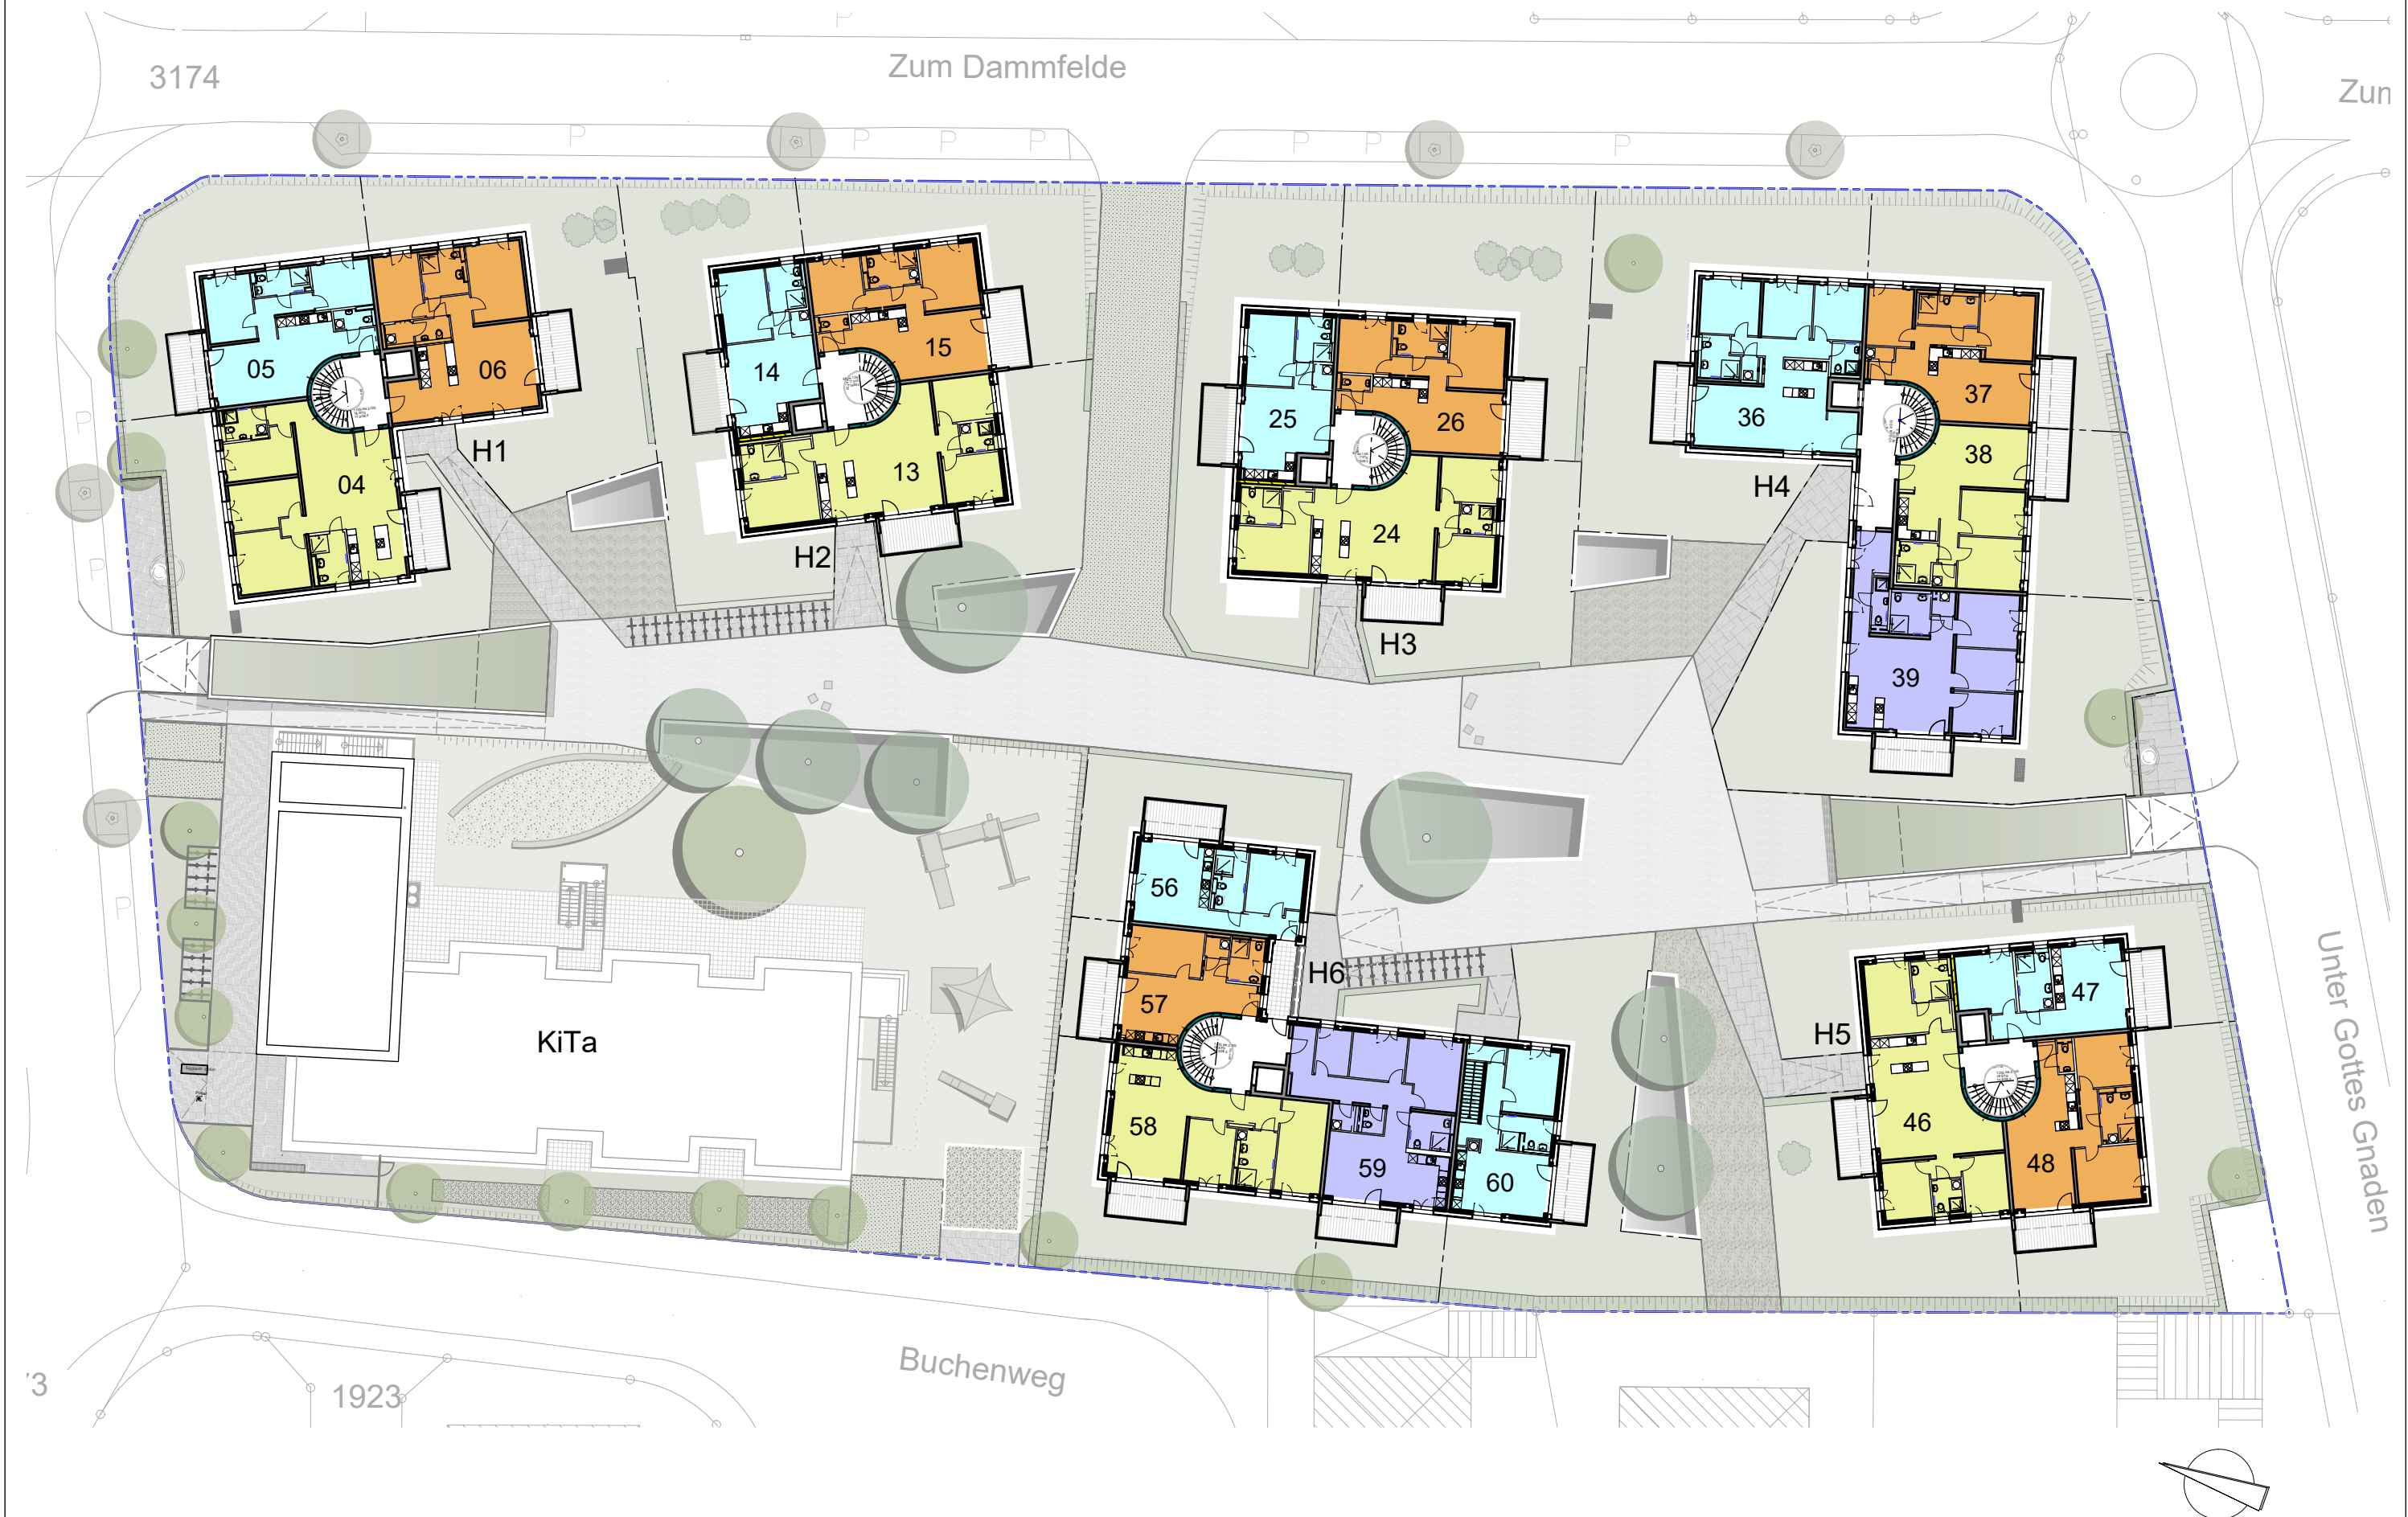 Zum Dammfelde
3174
Zun
P
P
P
P
P
P
P
P
05
06
14
15
25
26
36
37
H1
04
H2
13
H3
24
H4
38
39
P
P
P
56
57
H6
58
59
60
H5
47
46
48
KiTa
Unter Gottes Gnaden
Buchenweg
'3
1923